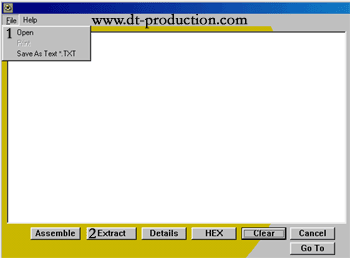 File Help
www.dt-production.com
1 Open
Print
Save As Text *.TXT
Assemble 2 Extract Details HEX Clear Cancel
Go To